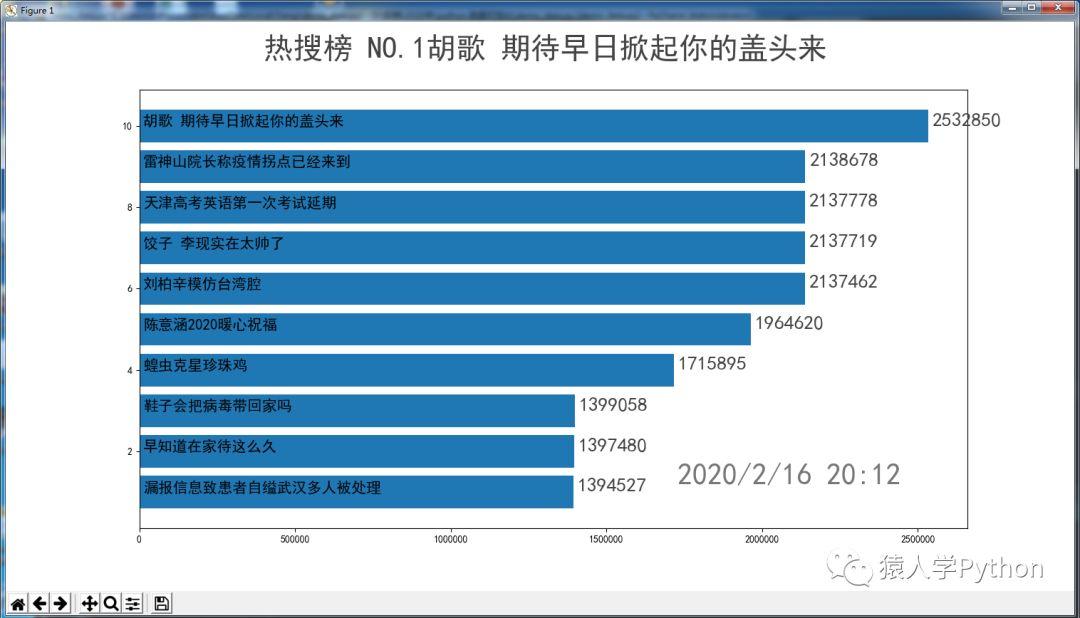 Figure 1
热搜榜 NO.1胡歌 期待早日掀起你的盖头来
10 胡歌 期待早日掀起你的盖头来 2532850
雷神山院长称疫情拐点已经来到 2138678
8 天津高考英语第一次考试延期 2137778
饺子 李现实在太帅了 2137719
6 刘柏辛模仿台湾腔 2137462
陈意涵2020暖心祝福 1964620
4 蝗虫克星珍珠鸡 1715895
鞋子会把病毒带回家吗 1399058
2 早知道在家待这么久 1397480
漏报信息致患者自缢武汉多人被处理 1394527
2020/2/16 20:12
0 500000 1000000 1500000 2000000 2500000
猿人学Python